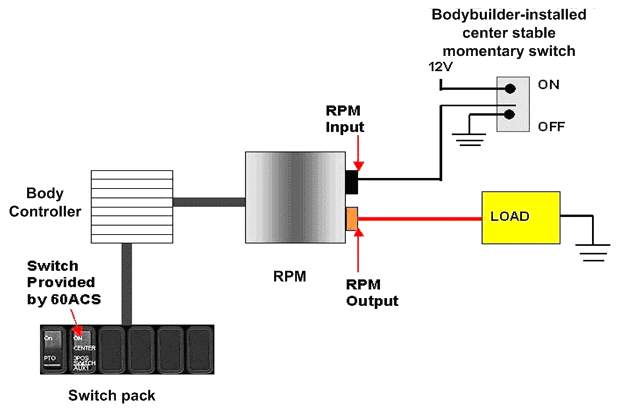 Bodybuilder-installed
center stable
momentary switch
12V
ON
OFF
RPM
Input
Body
Controller
LOAD
RPM
RPM
Output
Switch
Provided
by 60ACS
On
PTO
ON
CENTER
3POS
SWITCH
AUX1
Switch pack